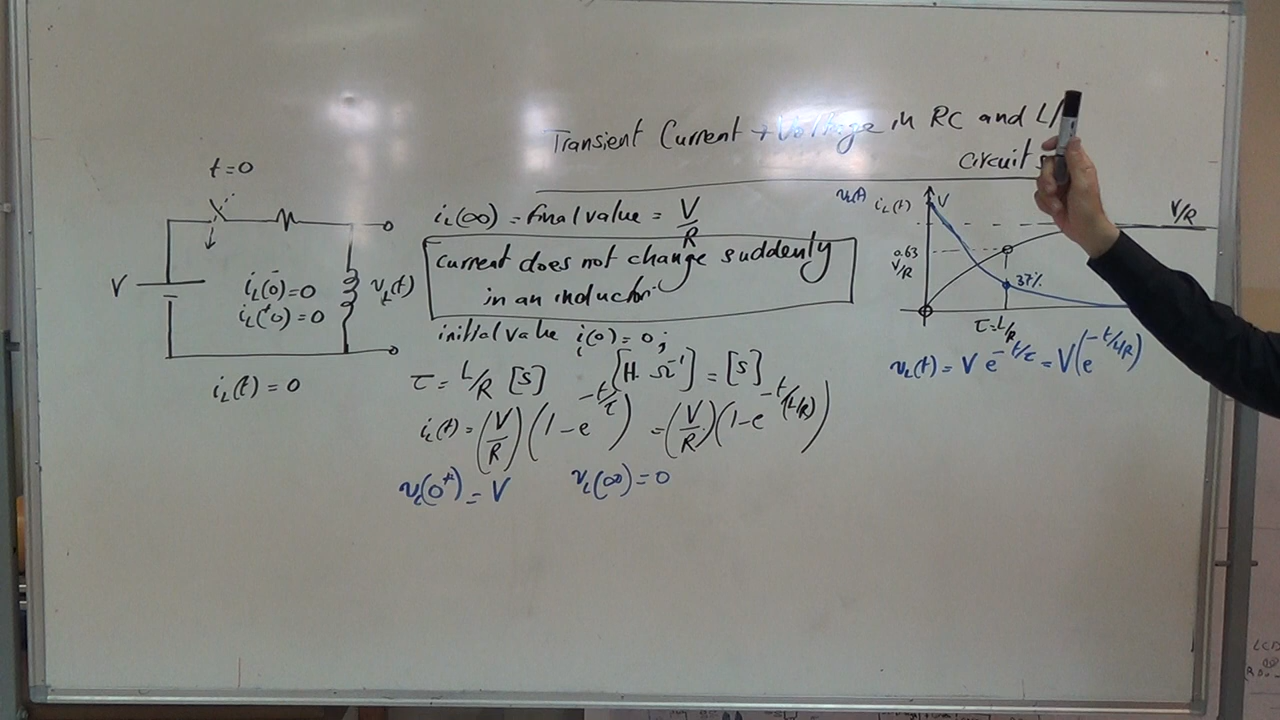 Transient Current + Voltage in RC and L/
circuits
t=0
V
iL(0-)=0
iL(0+)=0
vL(t)
iL(t)=0
iL(∞) = final value = V/R
current does not change suddenly
in an inductor
initial value iL(0)=0;
τ = L/R [s] [H.Ω^-1] = [s]
iL(t) = (V/R)(1-e^-t/τ) = (V/R)(1-e^-t/(L/R))
vL(0+) = V vL(∞)=0
iL(t)
V
V/R
0.63
V/R
37%
τ=L/R
vL(t) = V e^-t/τ = V(e^-t/L/R)